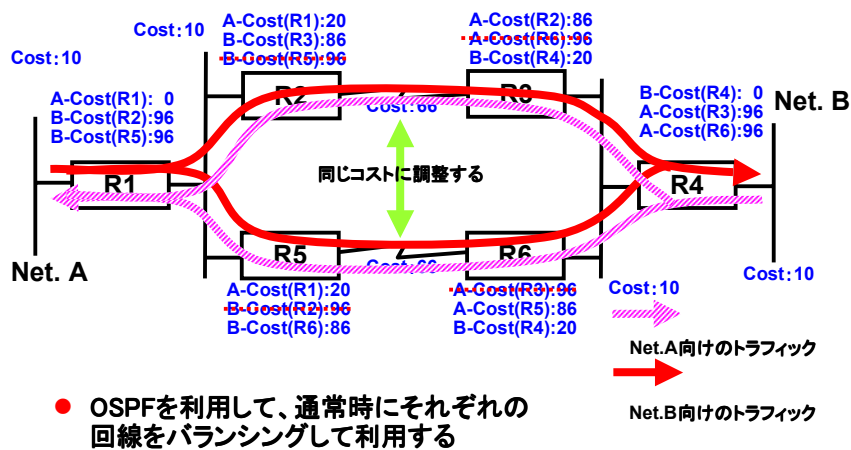 Cost:10
A-Cost(R1):20
B-Cost(R3):86
B-Cost(R5):96
A-Cost(R2):86
A-Cost(R6):96
B-Cost(R4):20
Cost:10
Cost:10
A-Cost(R1): 0
B-Cost(R2):96
B-Cost(R5):96
R2
R3
Cost:66
B-Cost(R4): 0
A-Cost(R3):96
A-Cost(R6):96
Net. B
R1
同じコストに調整する
R4
Net. A
R5
Cost:66
R6
Cost:10
A-Cost(R1):20
B-Cost(R2):96
B-Cost(R6):86
A-Cost(R3):96
A-Cost(R5):86
B-Cost(R4):20
Cost:10
Net.A向けのトラフィック
Net.B向けのトラフィック
● OSPFを利用して、通常時にそれぞれの
回線をバランシングして利用する